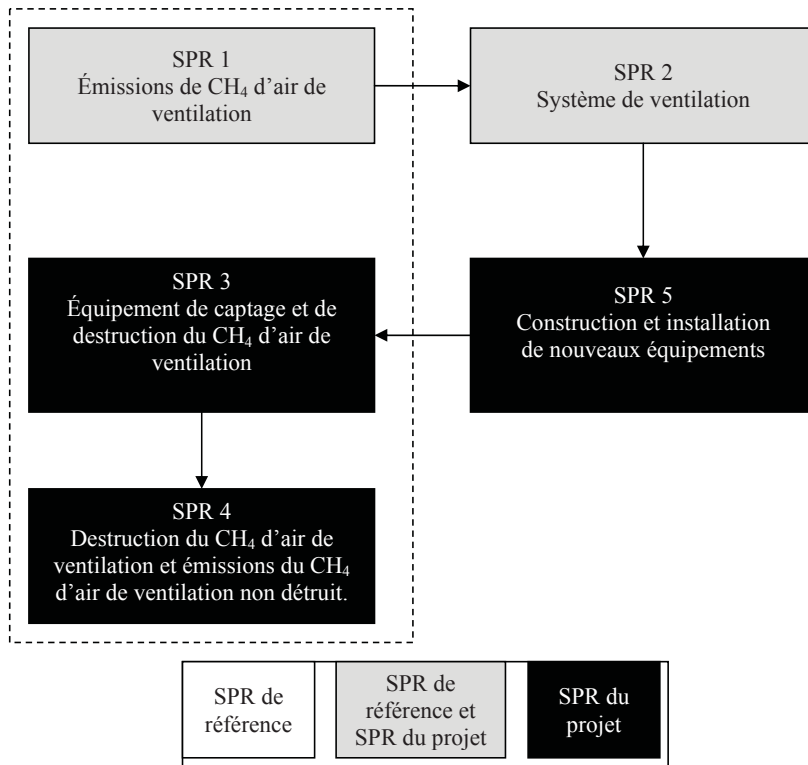 SPR 1
Émissions de CH₄ d’air de
ventilation
SPR 2
Système de ventilation
SPR 3
Équipement de captage et de
destruction du CH₄ d’air de
ventilation
SPR 5
Construction et installation
de nouveaux équipements
SPR 4
Destruction du CH₄ d’air de
ventilation et émissions du CH₄
d’air de ventilation non détruit.
SPR de
référence
SPR de
référence et
SPR du projet
SPR du
projet